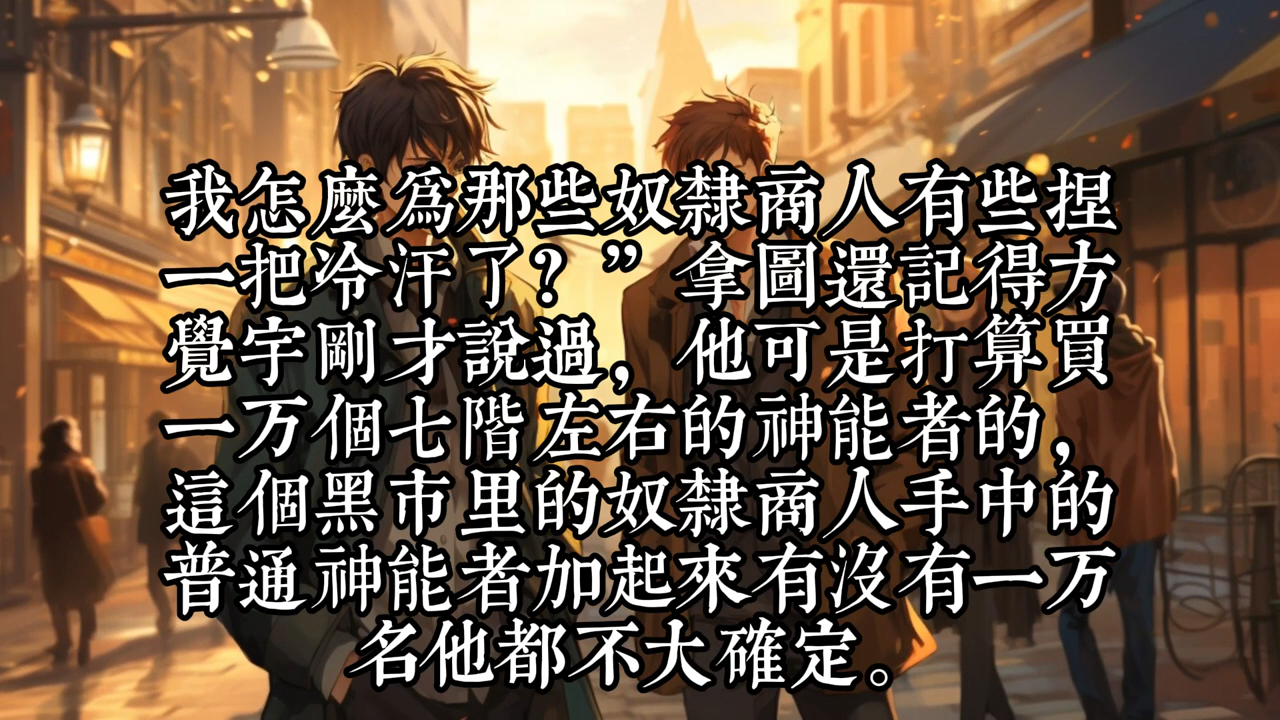 我怎麼爲那些奴隸商人有些捏
一把冷汗了？”拿圖還記得方
覺宇剛才說過，他可是打算買
一万個七階左右的神能者的，
這個黑市里的奴隸商人手中的
普通神能者加起來有沒有一万
名他都不大確定。